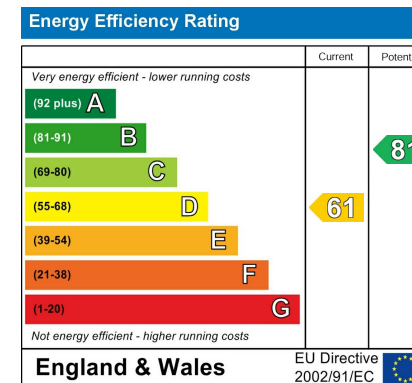 Energy Efficiency Rating
Current Potent
Very energy efficient - lower running costs
(92 plus) A
(81-91) B
81
(69-80) C
(55-68) D
61
(39-54) E
(21-38) F
(1-20) G
Not energy efficient - higher running costs
England & Wales
EU Directive
2002/91/EC